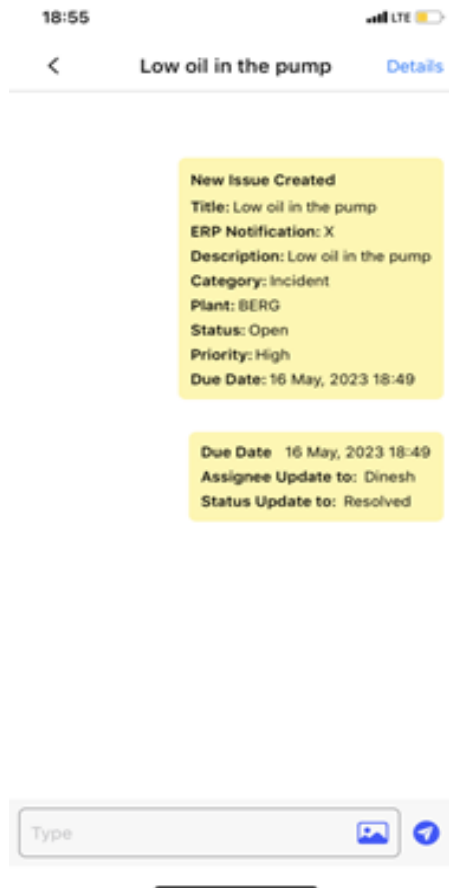 18:55
LTE
Low oil in the pump
Details
New Issue Created
Title: Low oil in the pump
ERP Notification: X
Description: Low oil in the pump
Category: Incident
Plant: BERG
Status: Open
Priority: High
Due Date: 16 May, 2023 18:49
Due Date 16 May, 2023 18:49
Assignee Update to: Dinesh
Status Update to: Resolved
Type